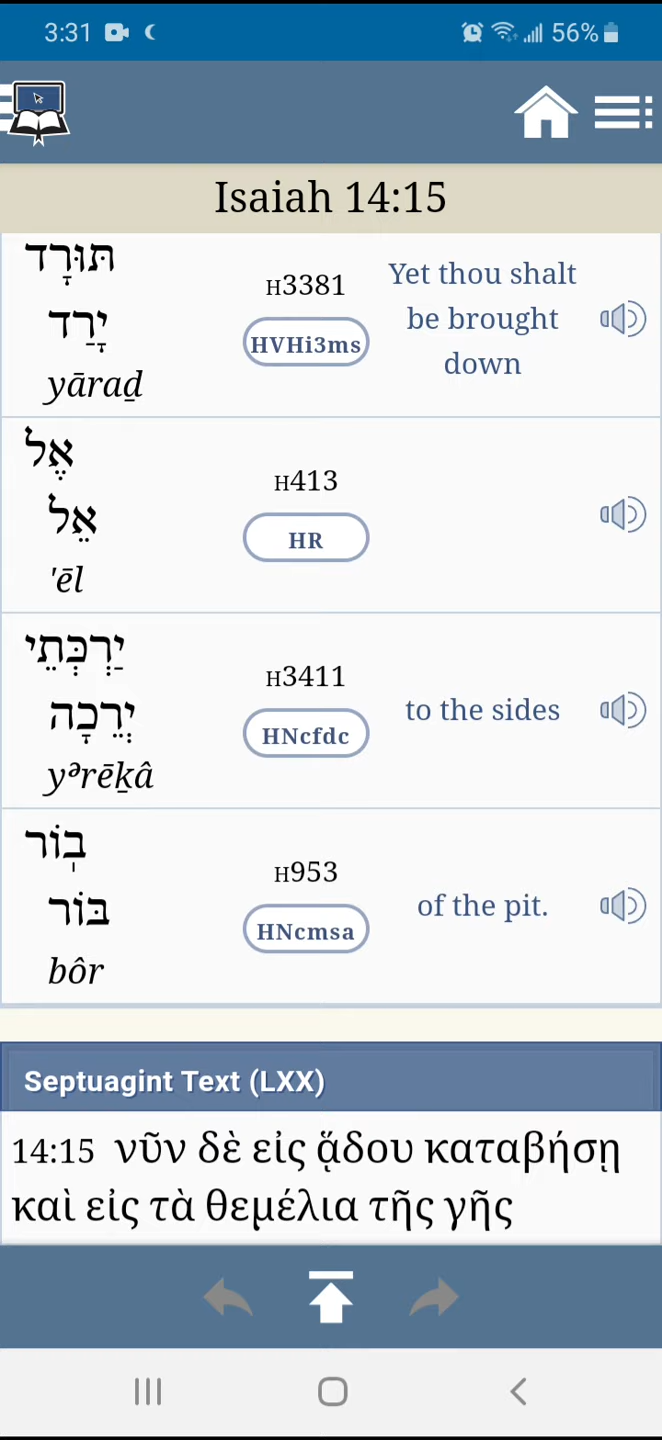 3:31 56%
Isaiah 14:15
תּוּרָד H3381 Yet thou shalt
יָרַד HVHi3ms be brought
yāraḏ down
אֶל H413
אֵל HR
'ēl
יַרְכְּתֵי H3411 to the sides
יְרֵכָה HNcfdc
yᵊrēḵâ
בֽוֹר H953 of the pit.
בּוֹר HNcmsa
bôr
Septuagint Text (LXX)
14:15 νῦν δὲ εἰς ᾅδου καταβήσῃ
καὶ εἰς τὰ θεμέλια τῆς γῆς